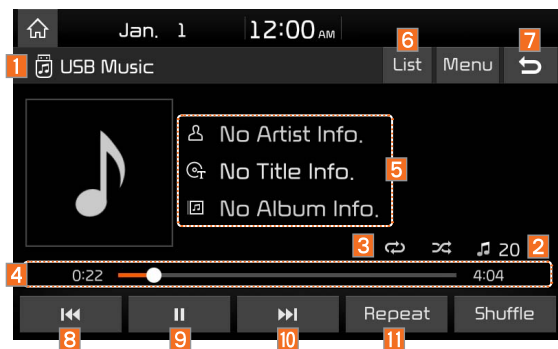 Jan. 1 12:00 AM
6 7
1 USB Music List Menu
No Artist Info.
No Title Info. 5
No Album Info.
3 20 2
4 0:22 4:04
Repeat Shuffle
8 9 10 11